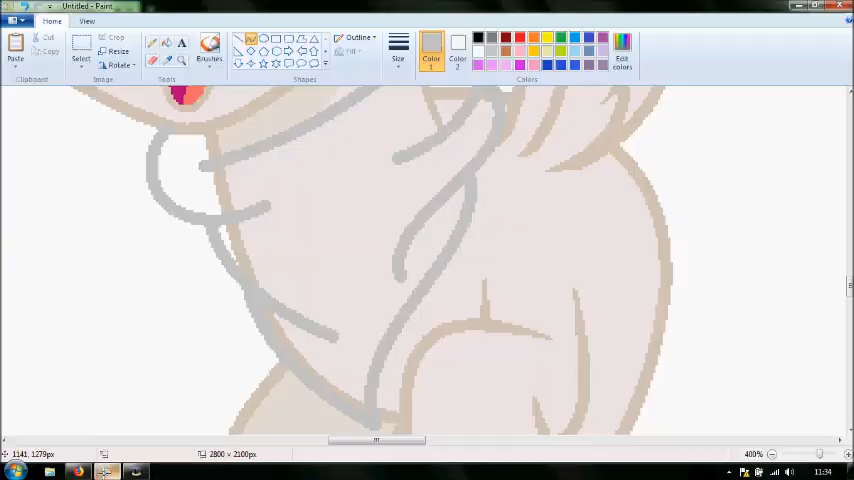 Untitled - Paint
Home View
Paste
Cut
Copy
Clipboard
Select
Crop
Resize
Rotate
Image
A
Tools
Brushes
Outline
Fill
Shapes
Size
Color 1
Color 2
Edit colors
Colors
1141, 1279px
2800 × 2100px
400%
11:34